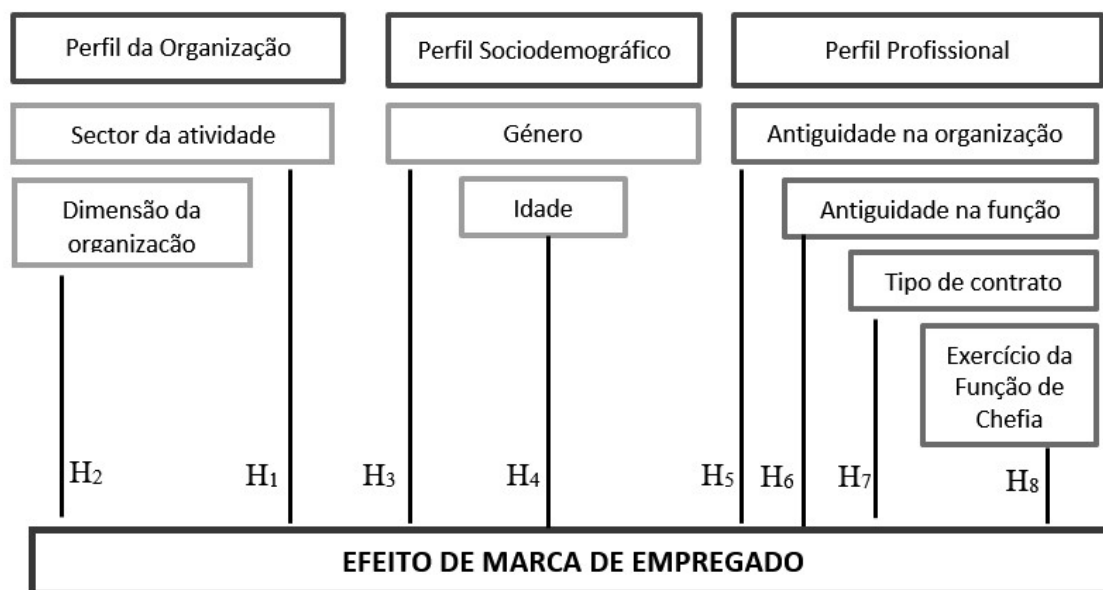 Perfil da Organização
Perfil Sociodemográfico
Perfil Profissional
Sector da atividade
Género
Antiguidade na organização
Dimensão da
organização
Idade
Antiguidade na função
Tipo de contrato
Exercício da
Função de
Chefia
H2
H1
H3
H4
H5
H6
H7
H8
EFEITO DE MARCA DE EMPREGADO